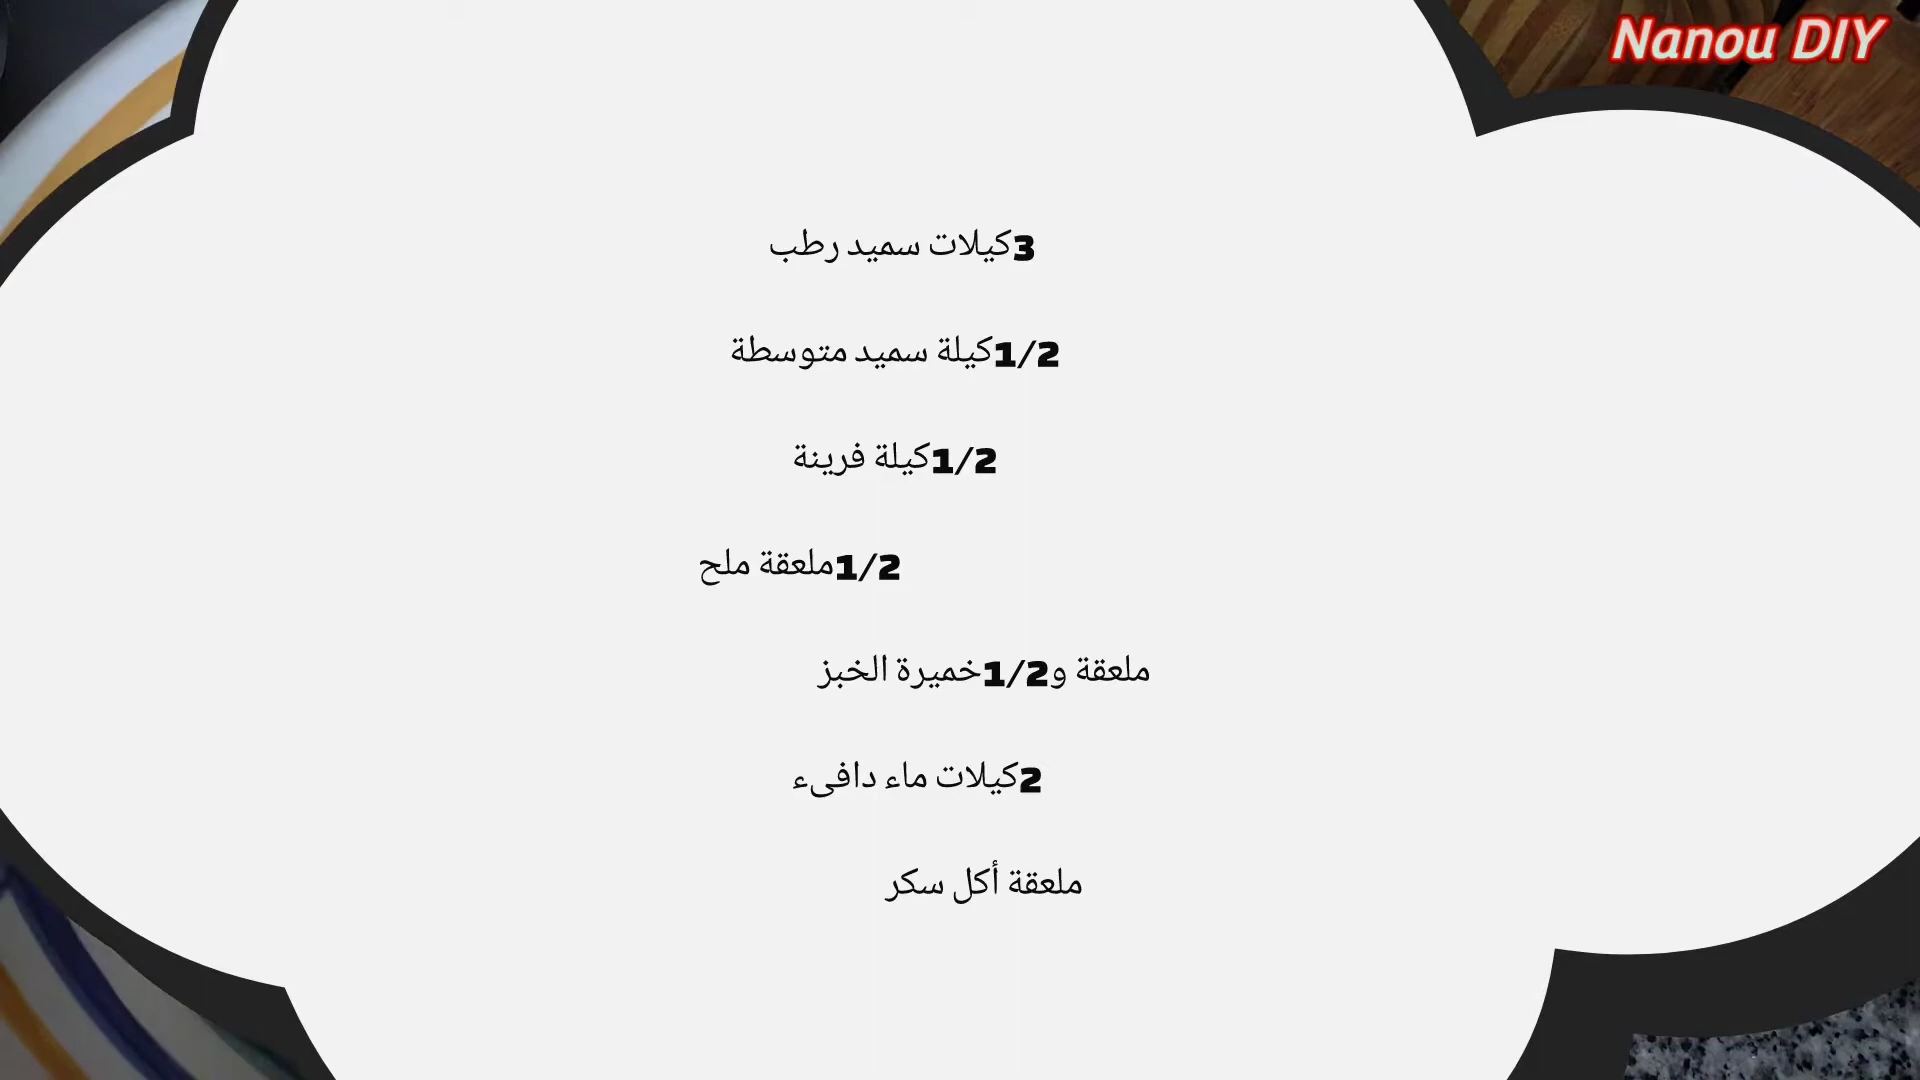 Nanou DIY
3كيلات سميد رطب
1/2كيلة سميد متوسطة
1/2كيلة فرينة
1/2ملعقة ملح
ملعقة و1/2خميرة الخبز
2كيلات ماء دافىء
ملعقة أكل سكر